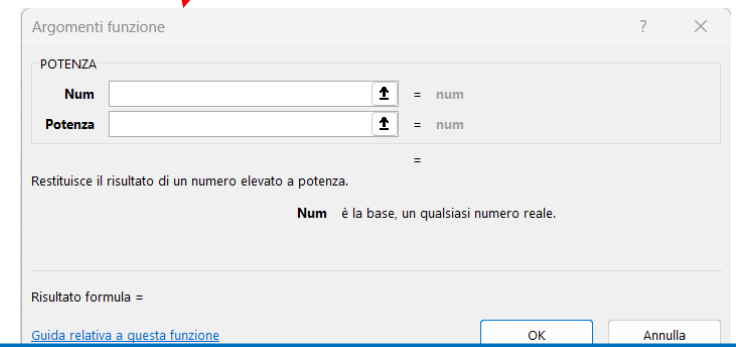 Argomenti funzione ? ×
POTENZA
Num = num
Potenza = num
=
Restituisce il risultato di un numero elevato a potenza.
Num è la base, un qualsiasi numero reale.
Risultato formula =
Guida relativa a questa funzione OK Annulla